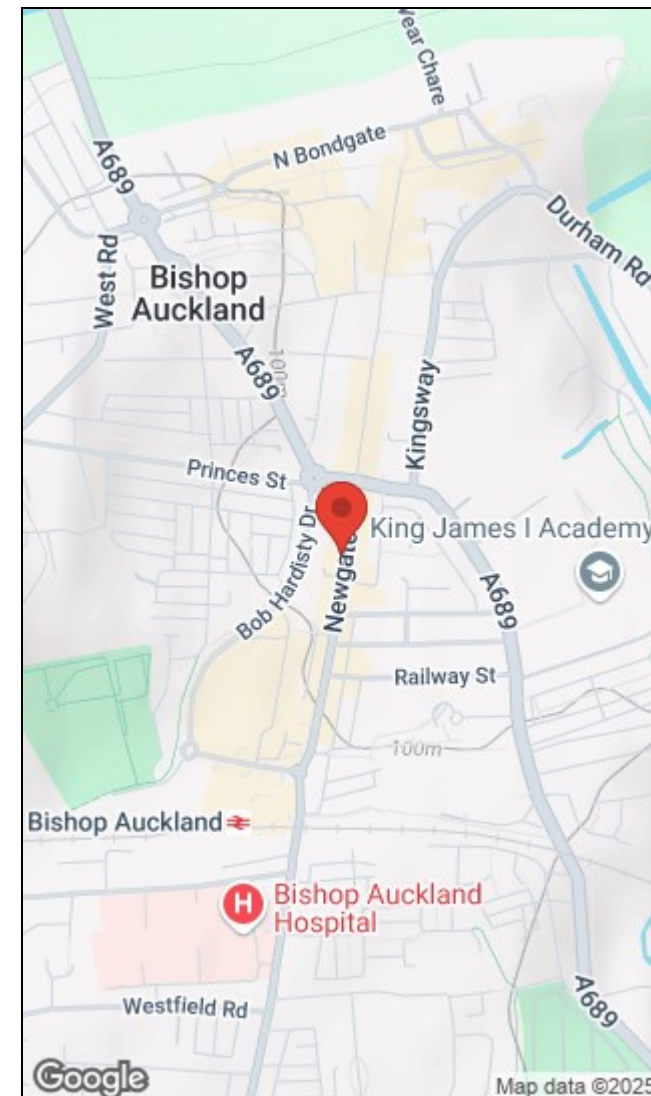 Wear Chare
N Bondgate
A689
Durham Rd
West Rd
Bishop
Auckland
A689
100m
Kingsway
Princes St
King James I Academy
Newgate
Bob Hardisty Dr
A689
Railway St
100m
Bishop Auckland
H
Bishop Auckland
Hospital
A689
Westfield Rd
Google
Map data ©2025